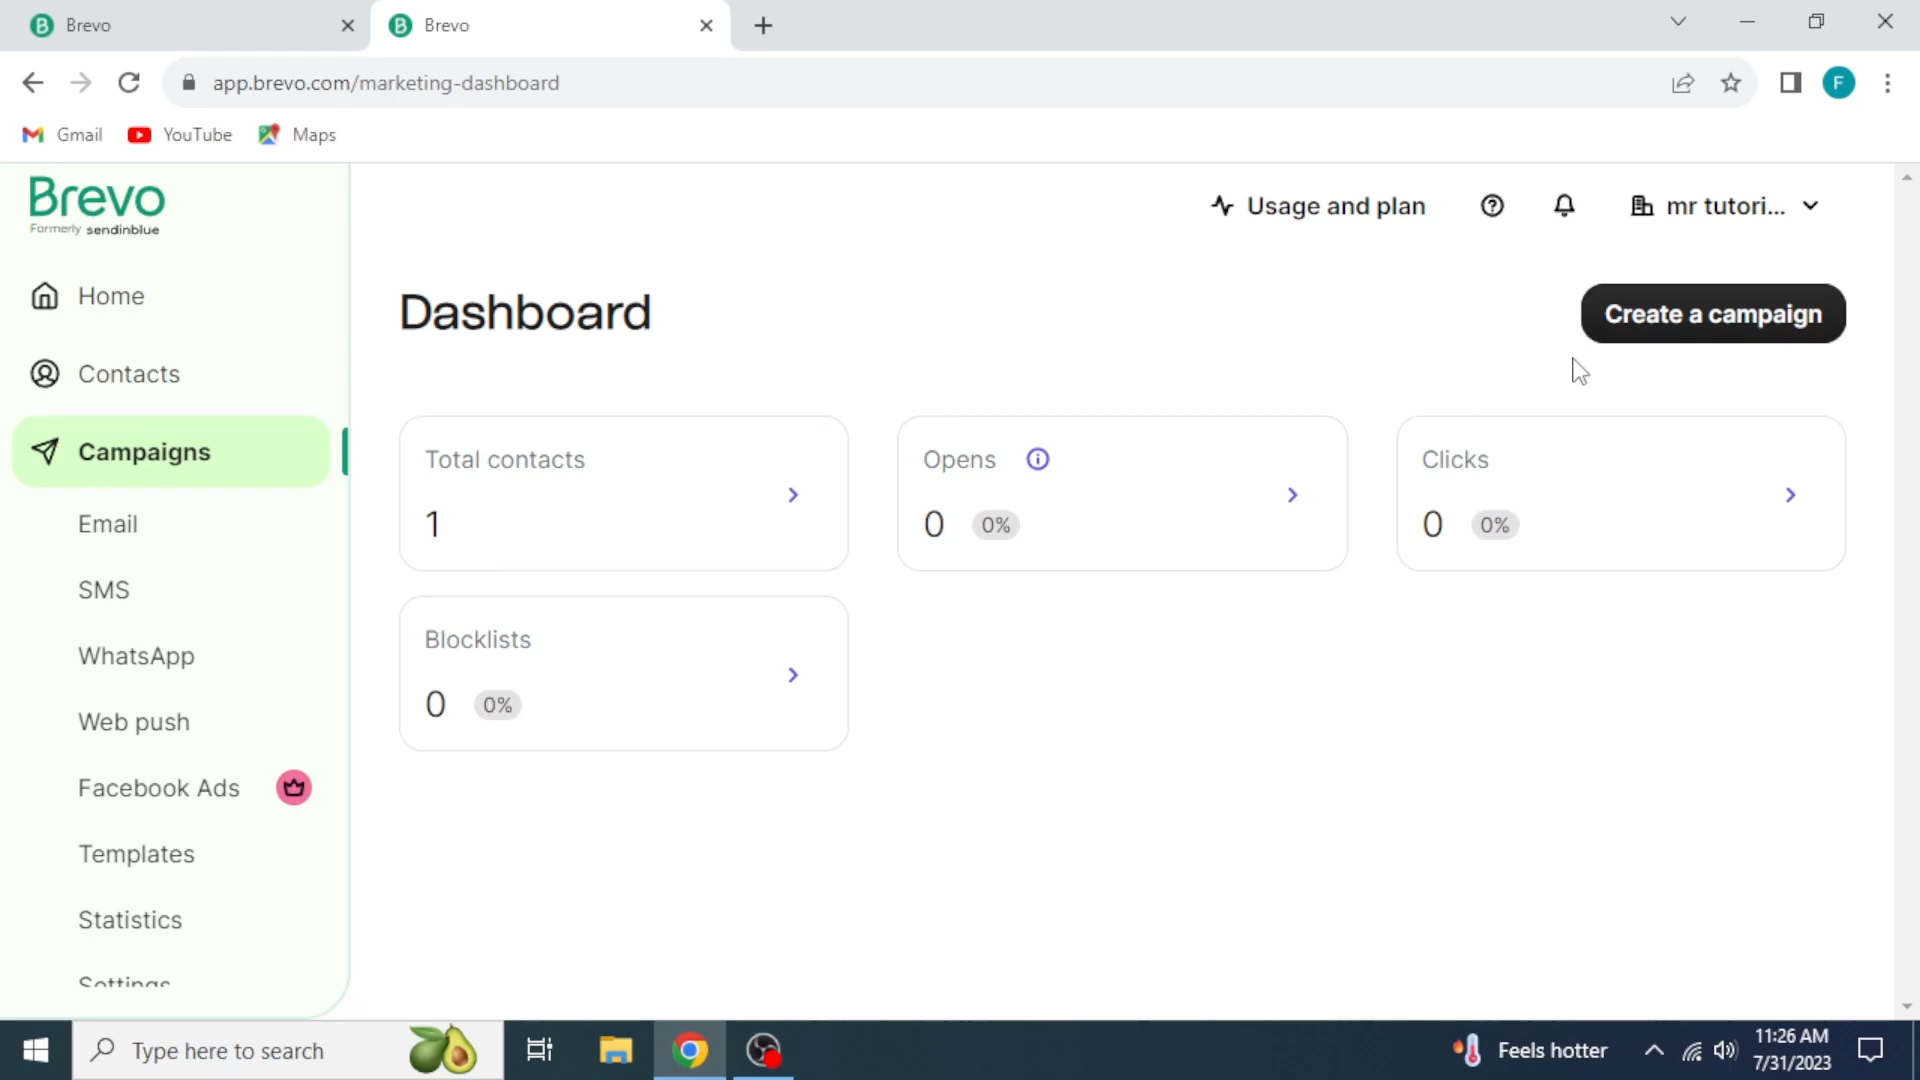 Brevo
Brevo
app.brevo.com/marketing-dashboard
F
Gmail
YouTube
Maps
Brevo
Formerly sendinblue
Usage and plan
mr tutori...
Home
Contacts
Campaigns
Email
SMS
WhatsApp
Web push
Facebook Ads
Templates
Statistics
Settings
Dashboard
Create a campaign
Total contacts
1
Opens
0 0%
Clicks
0 0%
Blocklists
0 0%
Type here to search
Feels hotter
11:26 AM
7/31/2023